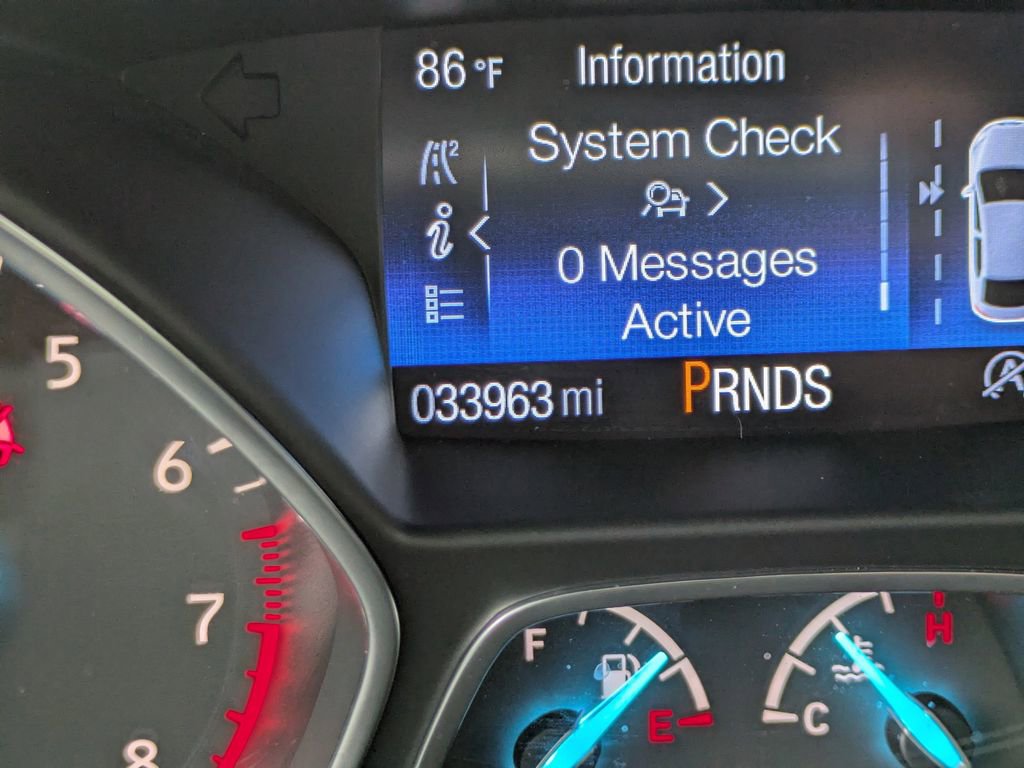 86 °F Information
System Check
0 Messages
Active
033963 mi PRNDS
5
6
7
8
F
E
C
H